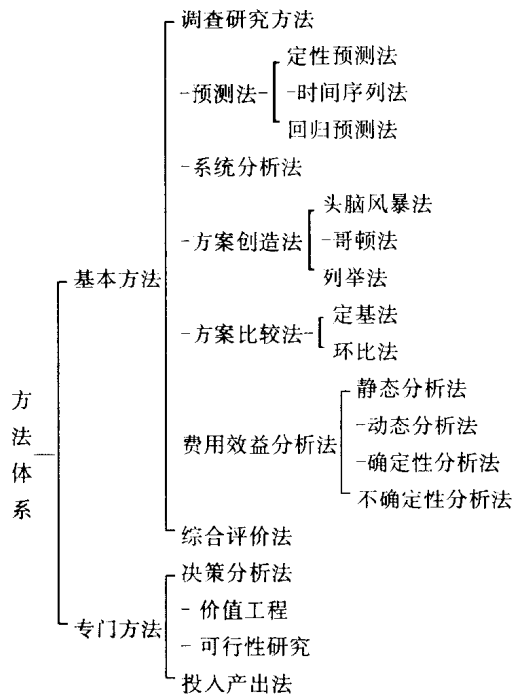 方法体系
基本方法
调查研究方法
预测法
定性预测法
时间序列法
回归预测法
系统分析法
方案创造法
头脑风暴法
哥顿法
列举法
方案比较法
定基法
环比法
费用效益分析法
静态分析法
动态分析法
确定性分析法
不确定性分析法
综合评价法
专门方法
决策分析法
价值工程
可行性研究
投入产出法